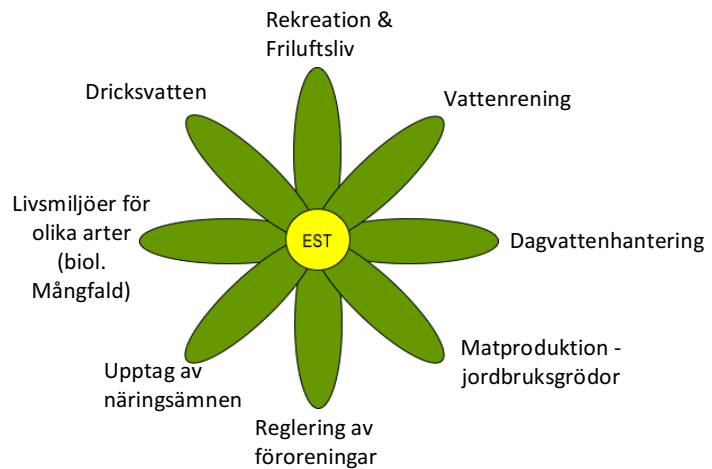 Rekreation &
Friluftsliv
Dricksvatten
Vattenrening
Livsmiljöer för
olika arter
(biol.
Mångfald)
EST
Dagvattenhantering
Matproduktion -
jordbruksgrödor
Upptag av
näringsämnen
Reglering av
föroreningar